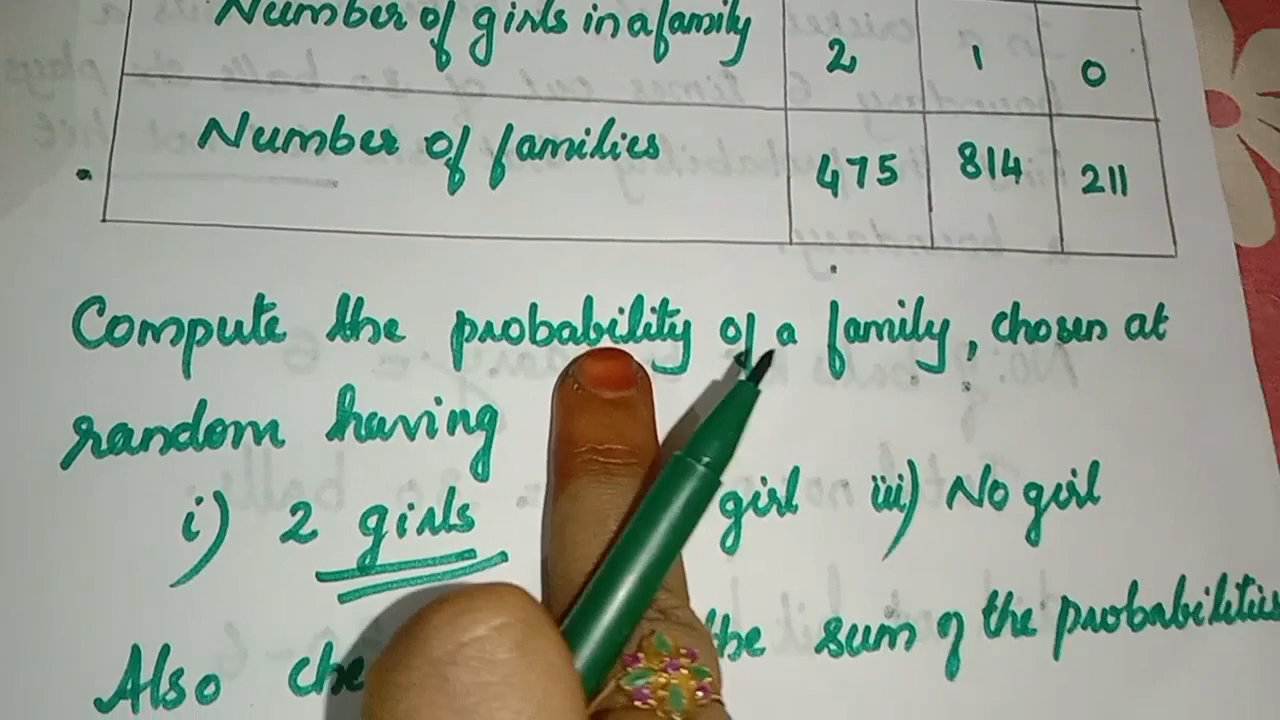 Number of girls in a family 2 1 0
Number of families 475 814 211
Compute the probability of a family, chosen at
random having
i) 2 girls girl iii) No girl
Also the sum of the probabilities